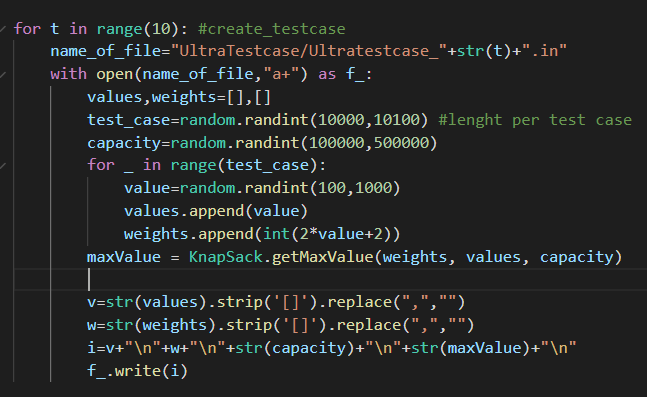 for t in range(10): #create_testcase
    name_of_file="UltraTestcase/Ultratestcase_"+str(t)+".in"
    with open(name_of_file,"a+") as f_:
        values,weights=[],[]
        test_case=random.randint(10000,10100) #lenght per test case
        capacity=random.randint(100000,500000)
        for _ in range(test_case):
            value=random.randint(100,1000)
            values.append(value)
            weights.append(int(2*value+2))
        maxValue = KnapSack.getMaxValue(weights, values, capacity)
        v=str(values).strip('[]').replace(",","")
        w=str(weights).strip('[]').replace(",","")
        i=v+"\n"+w+"\n"+str(capacity)+"\n"+str(maxValue)+"\n"
        f_.write(i)